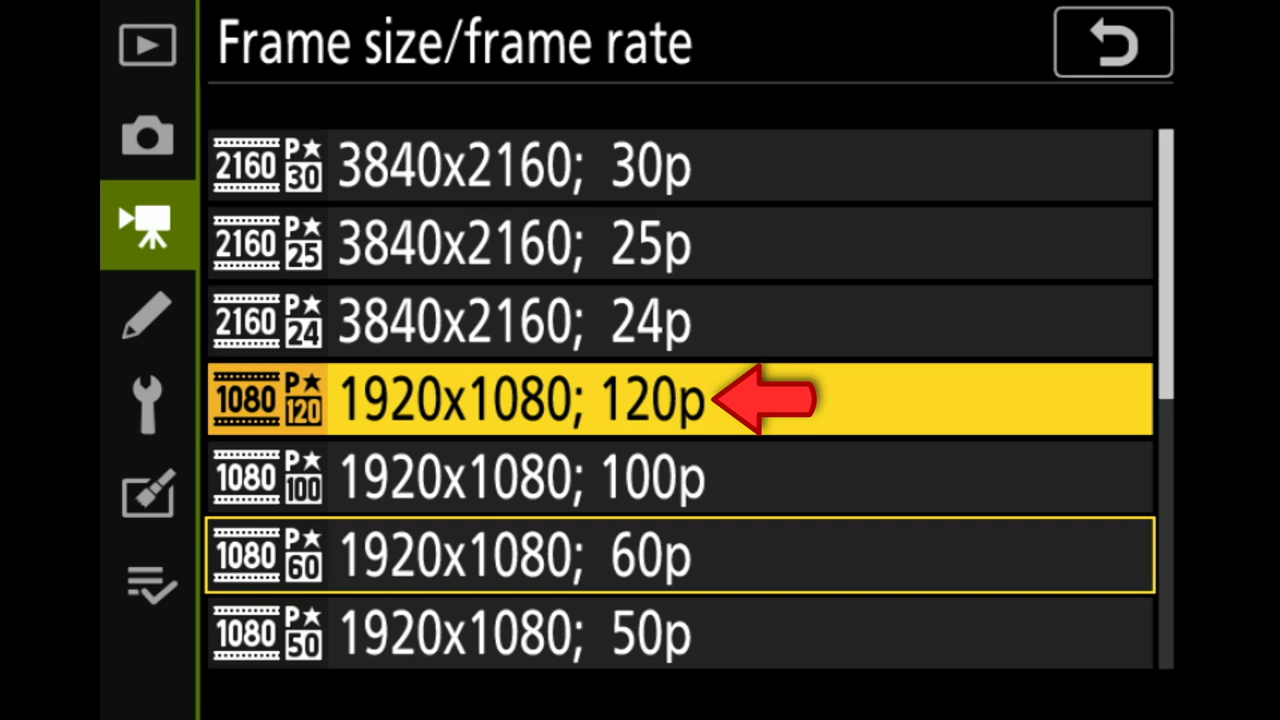 Frame size/frame rate
2160 P★ 30 3840x2160; 30p
2160 P★ 25 3840x2160; 25p
2160 P★ 24 3840x2160; 24p
1080 P★ 120 1920x1080; 120p
1080 P★ 100 1920x1080; 100p
1080 P★ 60 1920x1080; 60p
1080 P★ 50 1920x1080; 50p